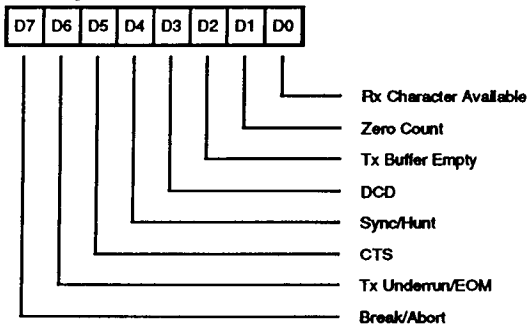 D7 D6 D5 D4 D3 D2 D1 D0
Rx Character Available
Zero Count
Tx Buffer Empty
DCD
Sync/Hunt
CTS
Tx Underrun/EOM
Break/Abort